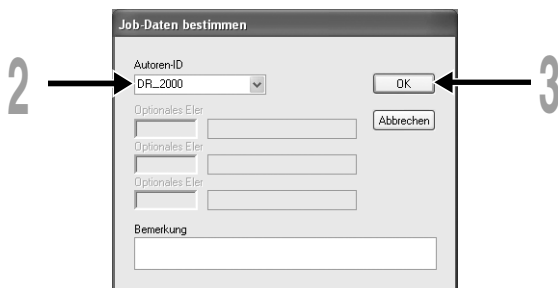 Job-Daten bestimmen
2
Autoren-ID
DR_2000
OK
3
Optionales Eler
Abbrechen
Optionales Eler
Optionales Eler
Bemerkung